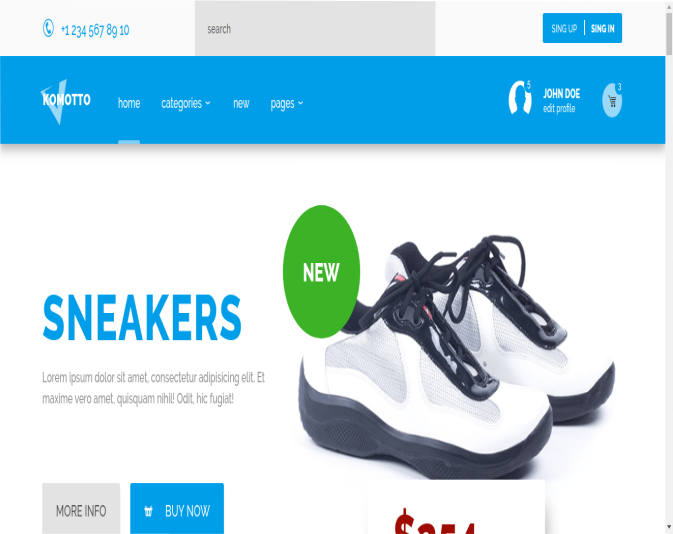 +1 234 567 89 10
search
SING UP
SING IN
KOMOTTO
home
categories
new
pages
5
JOHN DOE
edit profile
3
NEW
SNEAKERS
Lorem ipsum dolor sit amet, consectetur adipisicing elit. Et
maxime vero amet, quisquam nihil! Odit, hic fugiat!
MORE INFO
BUY NOW